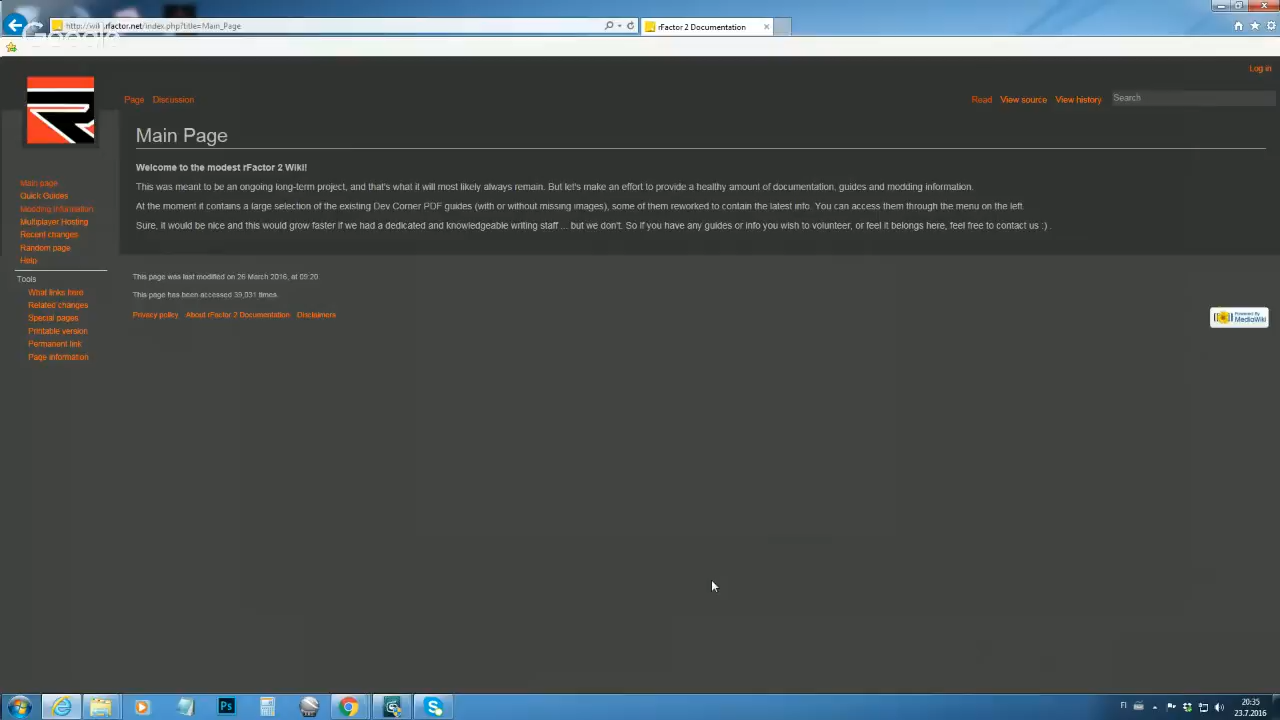 http://wiki.rfactor.net/index.php?title=Main_Page
rFactor 2 Documentation
Google
Log in
Page Discussion
Read View source View history
Search
Main Page
Welcome to the modest rFactor 2 Wiki!
This was meant to be an ongoing long-term project, and that's what it will most likely always remain. But let's make an effort to provide a healthy amount of documentation, guides and modding information.
At the moment it contains a large selection of the existing Dev Corner PDF guides (with or without missing images), some of them reworked to contain the latest info. You can access them through the menu on the left.
Sure, it would be nice and this would grow faster if we had a dedicated and knowledgeable writing staff ... but we don't. So if you have any guides or info you wish to volunteer, or feel it belongs here, feel free to contact us :) .
Main page
Quick Guides
Modding Information
Multiplayer Hosting
Recent changes
Random page
Help
Tools
What links here
Related changes
Special pages
Printable version
Permanent link
Page information
This page was last modified on 26 March 2016, at 09:20.
This page has been accessed 39,031 times.
Privacy policy About rFactor 2 Documentation Disclaimers
Powered By
MediaWiki
Ps
FI
20:35
23.7.2016